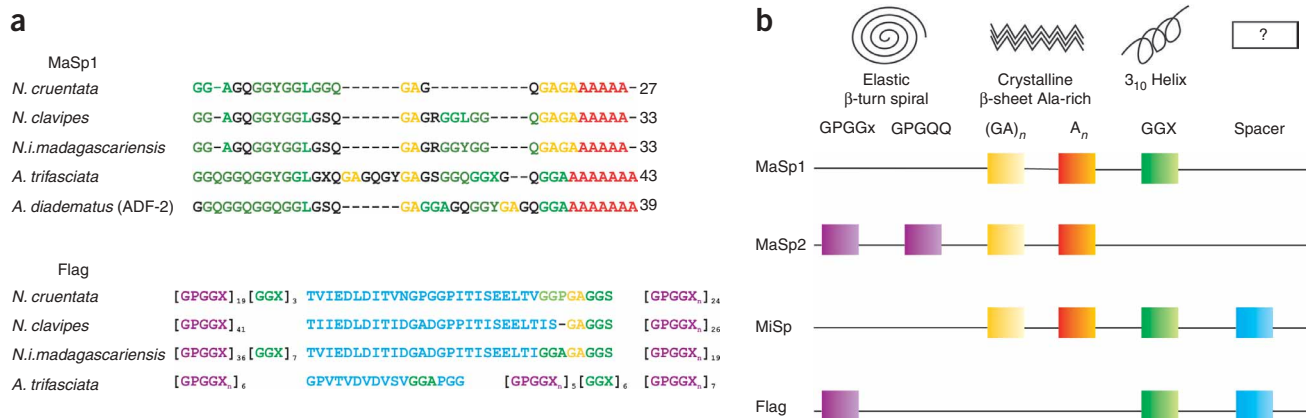 a
MaSp1
N. cruentata GG-AGQGGYGGLGGQ------GAG----------QGAGAAAAAA-27
N. clavipes GG-AGQGGYGGLGSQ------GAGRGGLGG----QGAGAAAAAA-33
N.i.madagascariensis GG-AGQGGYGGLGSQ------GAGRGGYGG----QGAGAAAAAA-33
A. trifasciata GGQGGQGGYGGLGXQGAGQGYGAGSGGQGGXG--QGGAAAAAAA43
A. diadematus (ADF-2) GGQGGQGGQGGLGSQ------GAGGAGQGGYGAGQGGAAAAAAA39
Flag
N. cruentata [GPGGX]19[GGX]3 TVIEDLDITVNGPGGPITISEELTVGGPGAGGS [GPGGXn]24
N. clavipes [GPGGX]41 TIIEDLDITIDGADGPPITISEELTIS-GAGGS [GPGGXn]26
N.i.madagascariensis [GPGGX]36[GGX]7 TVIEDLDITIDGADGPITISEELTIGGAGAGGS [GPGGXn]19
A. trifasciata [GPGGXn]6 GPVTVDVDVSVGGAPGG [GPGGXn]5[GGX]6 [GPGGXn]7
b
?
Elastic β-turn spiral
Crystalline β-sheet Ala-rich
3₁₀ Helix
GPGGx GPGQQ (GA)n An GGX Spacer
MaSp1
MaSp2
MiSp
Flag